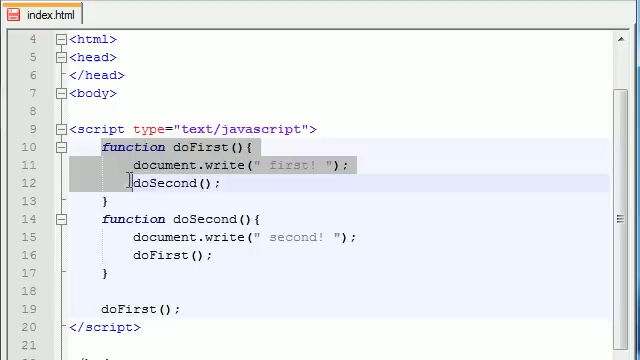 index.html
4 <html>
5 <head>
6 </head>
7 <body>
8
9 <script type="text/javascript">
10 function doFirst(){
11 document.write(" first! ");
12 doSecond();
13 }
14 function doSecond(){
15 document.write(" second! ");
16 doFirst();
17 }
18
19 doFirst();
20 </script>
21